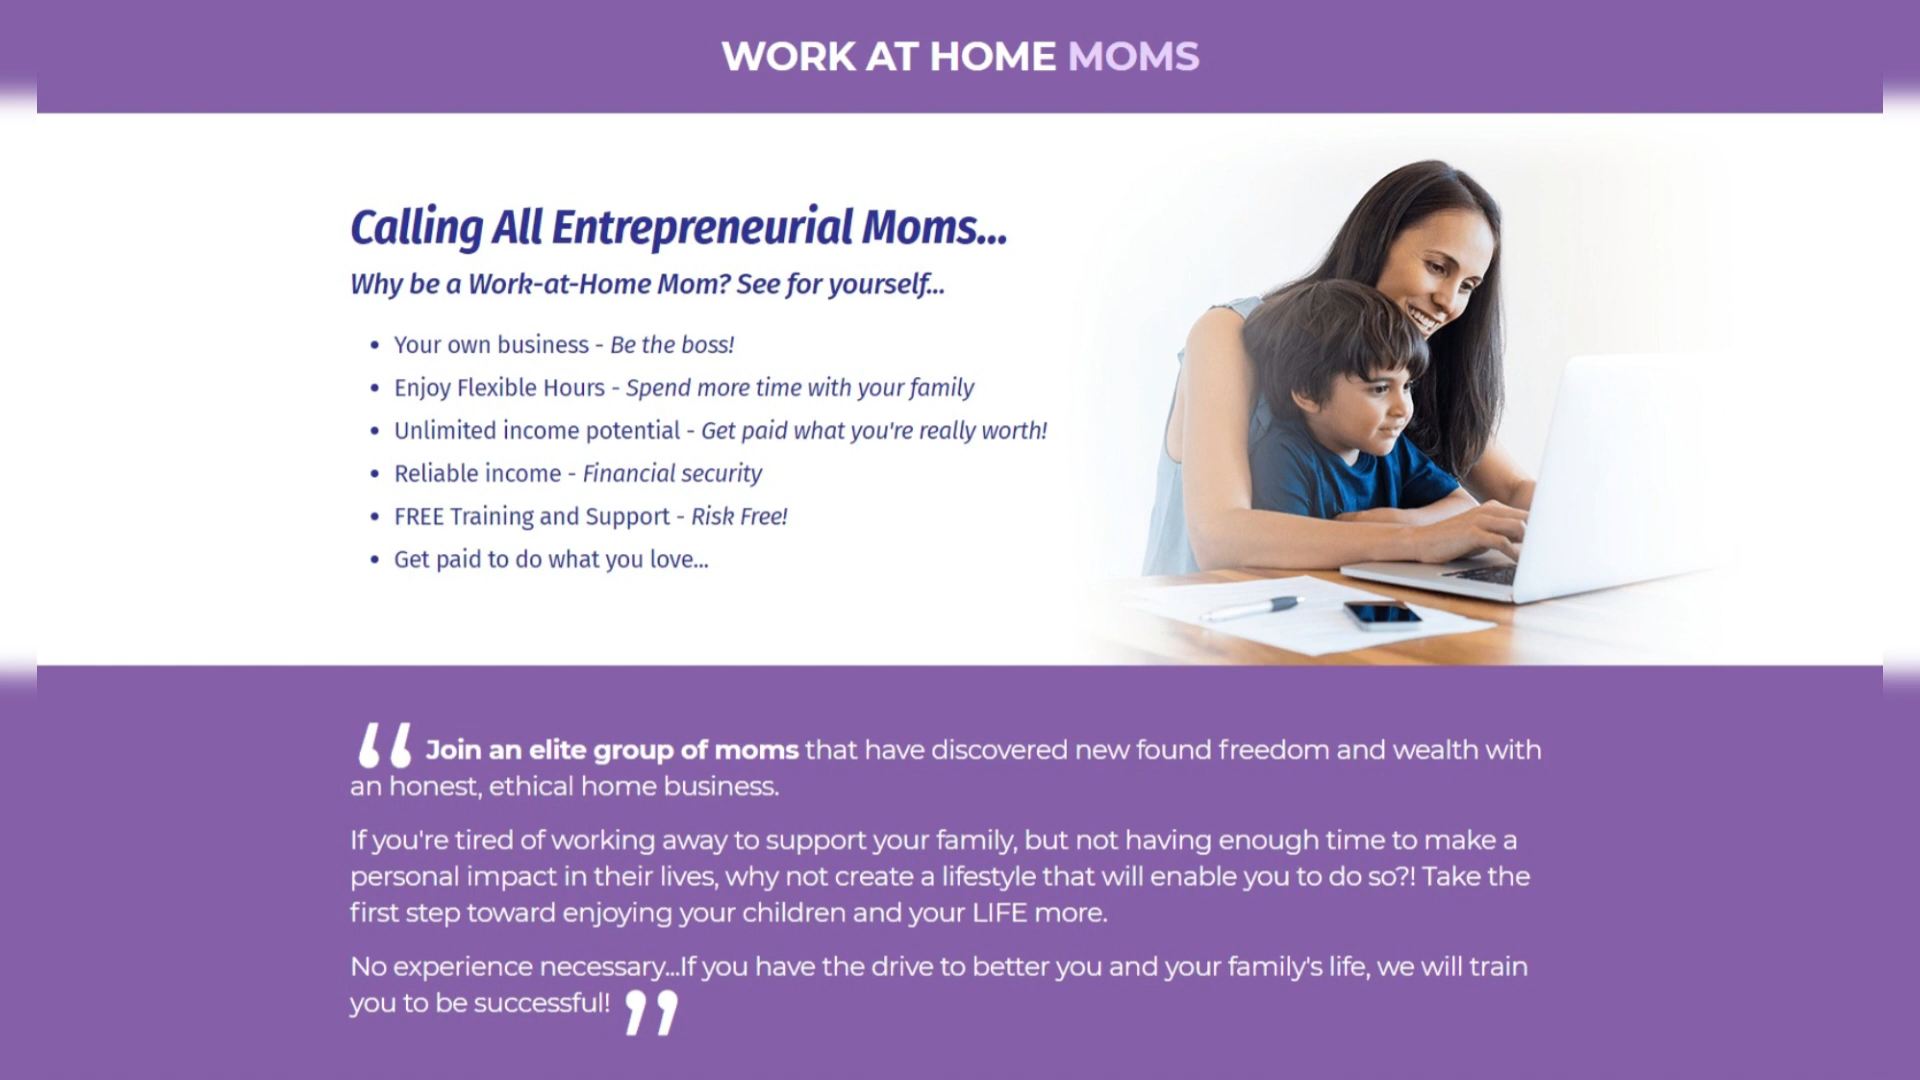 WORK AT HOME MOMS
Calling All Entrepreneurial Moms...
Why be a Work-at-Home Mom? See for yourself...
• Your own business - Be the boss!
• Enjoy Flexible Hours - Spend more time with your family
• Unlimited income potential - Get paid what you're really worth!
• Reliable income - Financial security
• FREE Training and Support - Risk Free!
• Get paid to do what you love...
“ Join an elite group of moms that have discovered new found freedom and wealth with
an honest, ethical home business.
If you're tired of working away to support your family, but not having enough time to make a
personal impact in their lives, why not create a lifestyle that will enable you to do so?! Take the
first step toward enjoying your children and your LIFE more.
No experience necessary...If you have the drive to better you and your family's life, we will train
you to be successful! ”